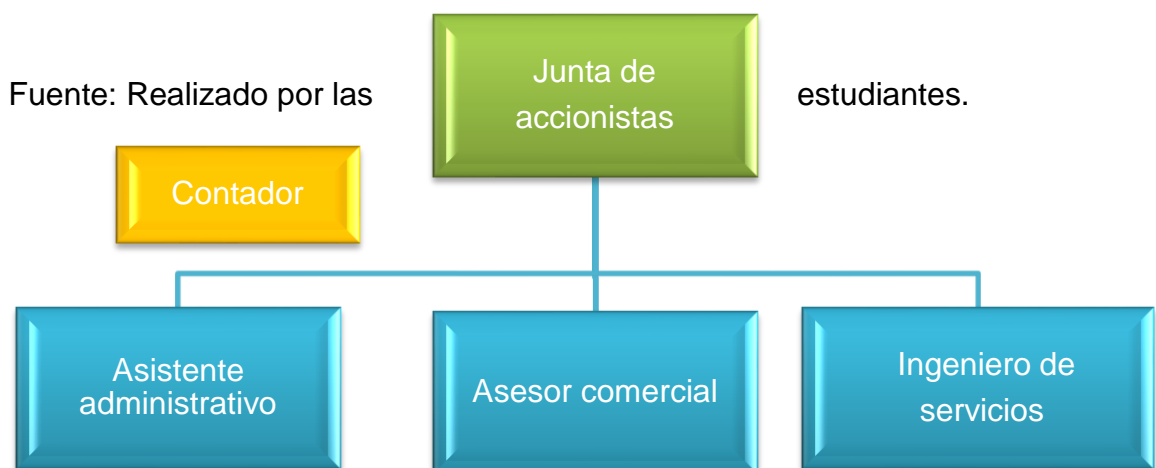 Junta de
accionistas
Fuente: Realizado por las estudiantes.
Contador
Asistente
administrativo
Asesor comercial
Ingeniero de
servicios